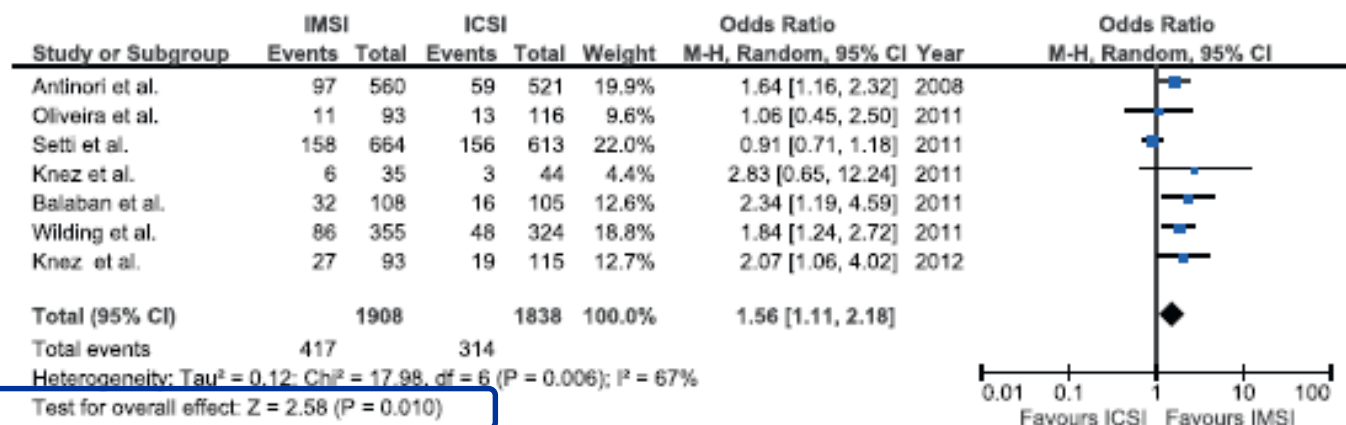 IMSI ICSI Odds Ratio Odds Ratio
Study or Subgroup Events Total Events Total Weight M-H, Random, 95% CI Year M-H, Random, 95% CI
Antinori et al. 97 560 59 521 19.9% 1.64 [1.16, 2.32] 2008
Oliveira et al. 11 93 13 116 9.6% 1.06 [0.45, 2.50] 2011
Setti et al. 158 664 156 613 22.0% 0.91 [0.71, 1.18] 2011
Knez et al. 6 35 3 44 4.4% 2.83 [0.65, 12.24] 2011
Balaban et al. 32 108 16 105 12.6% 2.34 [1.19, 4.59] 2011
Wilding et al. 86 355 48 324 18.8% 1.84 [1.24, 2.72] 2011
Knez et al. 27 93 19 115 12.7% 2.07 [1.06, 4.02] 2012
Total (95% CI) 1908 1838 100.0% 1.56 [1.11, 2.18]
Total events 417 314
Heterogeneity: Tau² = 0.12; Chi² = 17.98, df = 6 (P = 0.006); I² = 67%
Test for overall effect: Z = 2.58 (P = 0.010)
0.01 0.1 1 10 100
Favours ICSI Favours IMSI